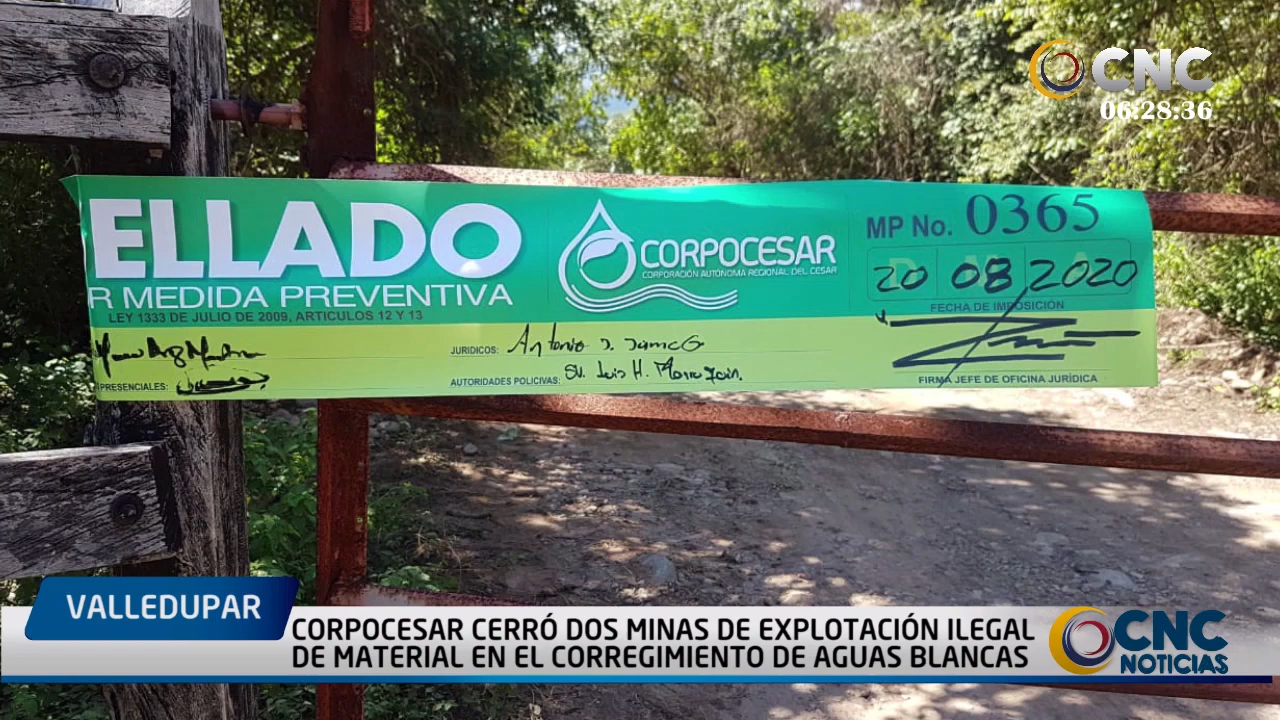 CNC
06:28:36
ELLADO
R MEDIDA PREVENTIVA
LEY 1333 DE JULIO DE 2009, ARTICULOS 12 Y 13
CORPOCESAR
CORPORACIÓN AUTÓNOMA REGIONAL DEL CESAR
MP No. 0365
20 08 2020
FECHA DE IMPOSICIÓN
JURIDICOS: Antonio
PRESENCIALES:
AUTORIDADES POLICIVAS: Luis H.
FIRMA JEFE DE OFICINA JURÍDICA
VALLEDUPAR
CORPOCESAR CERRÓ DOS MINAS DE EXPLOTACIÓN ILEGAL
DE MATERIAL EN EL CORREGIMIENTO DE AGUAS BLANCAS
CNC
NOTICIAS